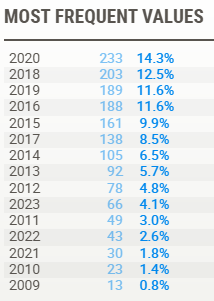 MOST FREQUENT VALUES
2020 233 14.3%
2018 203 12.5%
2019 189 11.6%
2016 188 11.6%
2015 161 9.9%
2017 138 8.5%
2014 105 6.5%
2013 92 5.7%
2012 78 4.8%
2023 66 4.1%
2011 49 3.0%
2022 43 2.6%
2021 30 1.8%
2010 23 1.4%
2009 13 0.8%